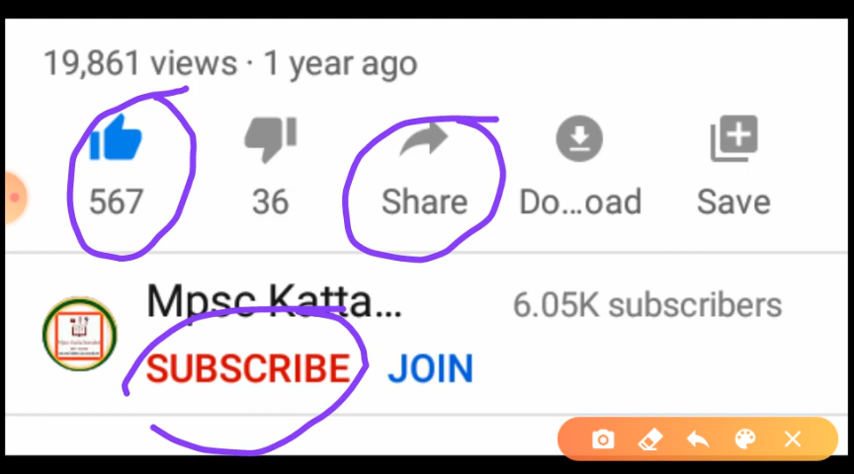 19,861 views · 1 year ago
567 36 Share Do...oad Save
Mpsc Katta... 6.05K subscribers
SUBSCRIBE JOIN